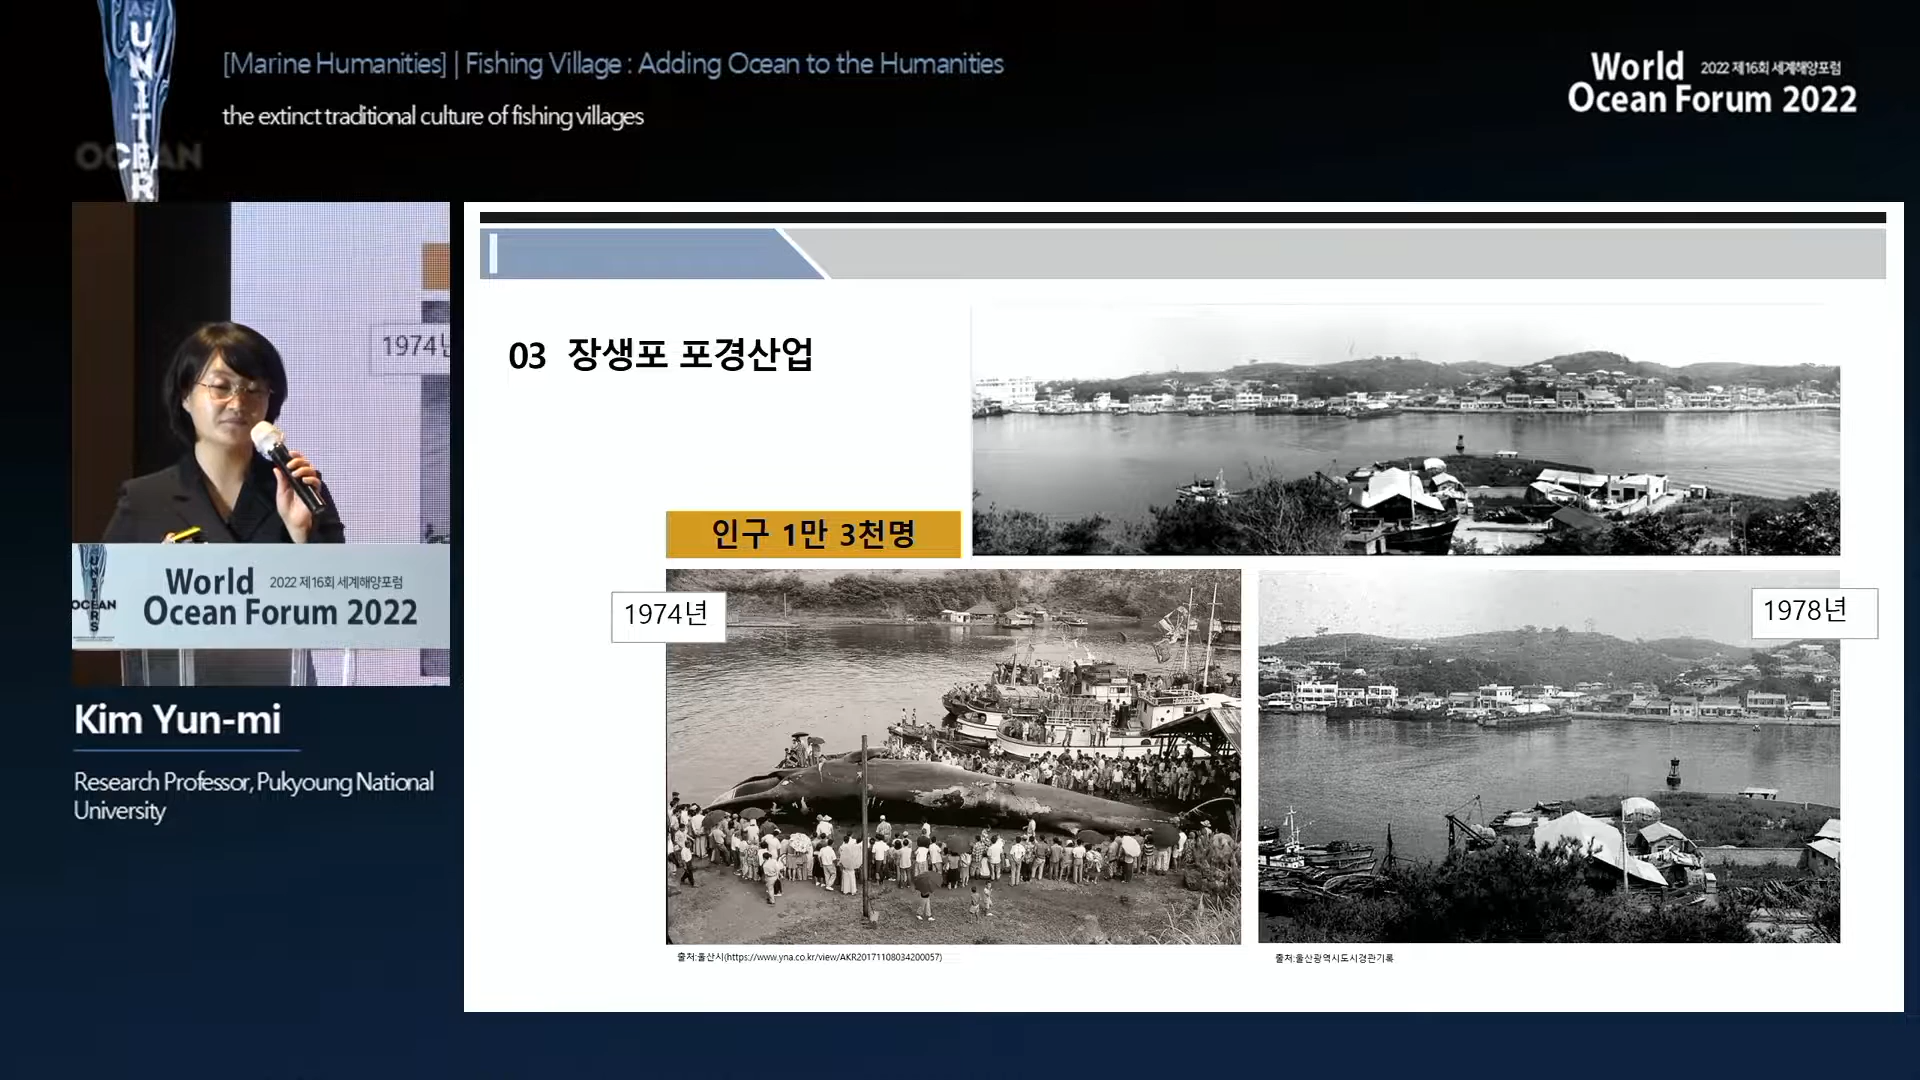 AS
UNITERS
OCEAN
[Marine Humanities] | Fishing Village : Adding Ocean to the Humanities
the extinct traditional culture of fishing villages
World 2022 제16회 세계해양포럼
Ocean Forum 2022
1974년
World 2022 제16회 세계해양포럼
Ocean Forum 2022
UNITERS
OCEAN
Kim Yun-mi
Research Professor, Pukyoung National
University
03 장생포 포경산업
인구 1만 3천명
1974년
1978년
출처:울산시(https://www.yna.co.kr/view/AKR20171108034200057)
출처:울산광역시도시경관기록